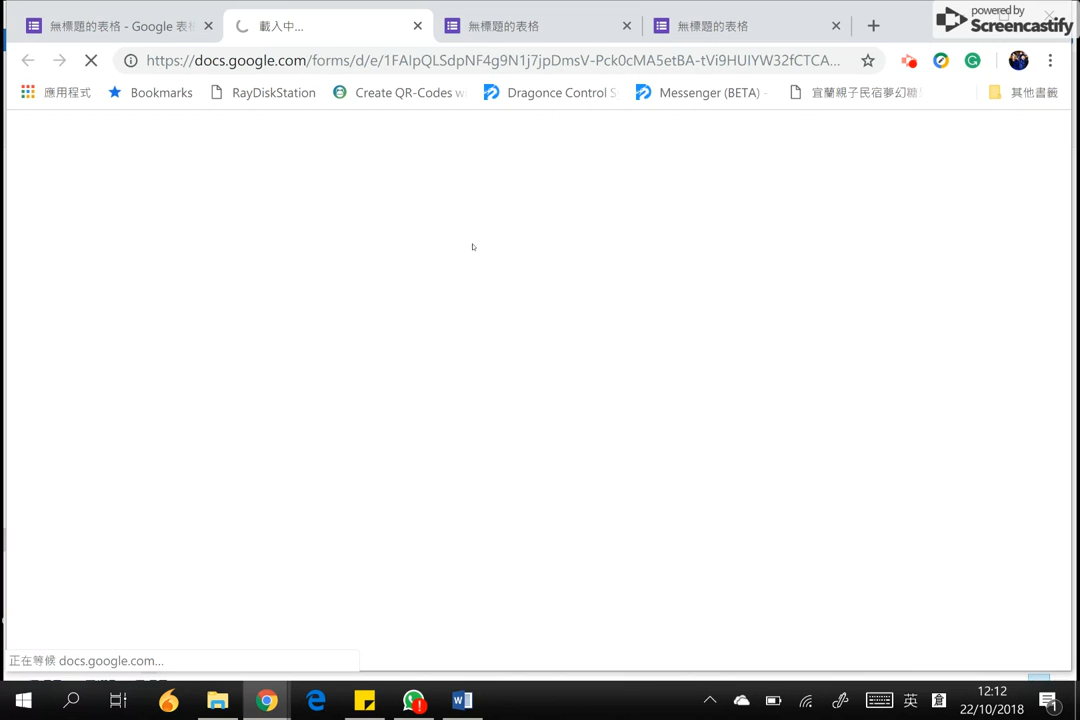 無標題的表格 - Google 表
載入中...
無標題的表格
無標題的表格
powered by
Screencastify
https://docs.google.com/forms/d/e/1FAIpQLSdpNF4g9N1j7jpDmsV-Pck0cMA5etBA-tVi9HUIYW32fCTCA...
應用程式
Bookmarks
RayDiskStation
Create QR-Codes w
Dragonce Control S
Messenger (BETA) -
宜蘭親子民宿夢幻糖
其他書籤
正在等候 docs.google.com...
英
倉
12:12
22/10/2018
1